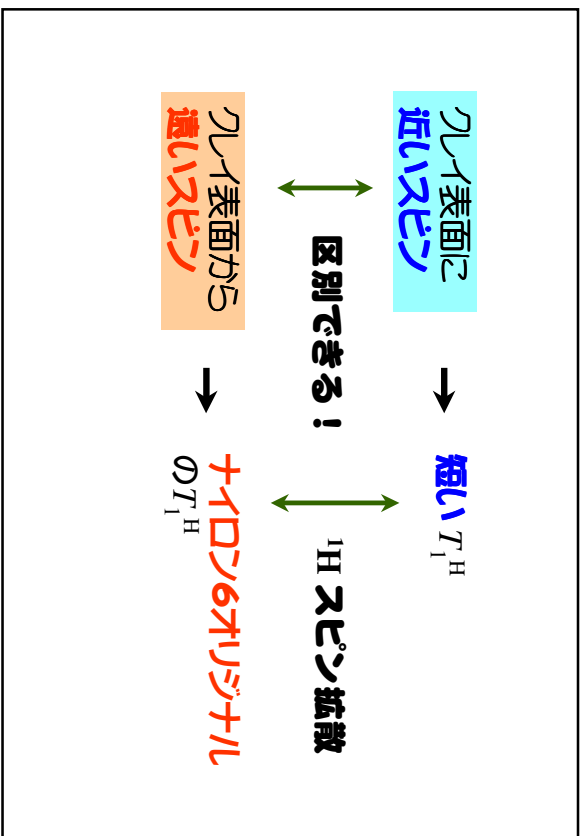 クレイ表面に
近いスピン
短い T₁ᴴ
区別できる！
¹H スピン拡散
クレイ表面から
遠いスピン
ナイロン6オリジナル
のT₁ᴴ